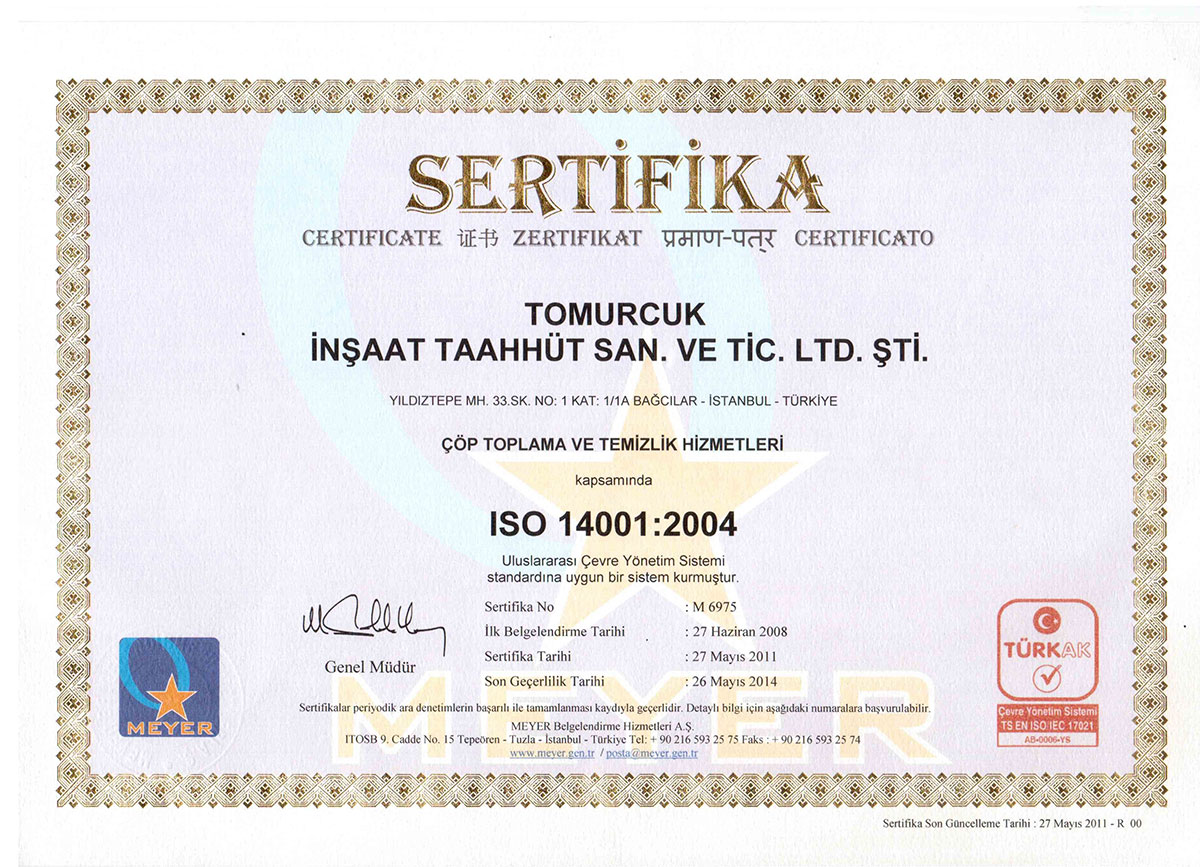 SERTİFİKA
CERTIFICATE 证书 ZERTIFIKAT प्रमाण-पत्र CERTIFICATO
TOMURCUK
İNŞAAT TAAHHÜT SAN. VE TİC. LTD. ŞTİ.
YILDIZTEPE MH. 33.SK. NO: 1 KAT: 1/1A BAĞCILAR - İSTANBUL - TÜRKİYE
ÇÖP TOPLAMA VE TEMİZLİK HİZMETLERİ
kapsamında
ISO 14001:2004
Uluslararası Çevre Yönetim Sistemi
standardına uygun bir sistem kurmuştur.
Sertifika No : M 6975
İlk Belgelendirme Tarihi : 27 Haziran 2008
Sertifika Tarihi : 27 Mayıs 2011
Son Geçerlilik Tarihi : 26 Mayıs 2014
Genel Müdür
MEYER
MEYER
TÜRKAK
Çevre Yönetim Sistemi
TS EN ISO/IEC 17021
AB-0006-YS
Sertifikalar periyodik ara denetimlerin başarılı ile tamamlanması kaydıyla geçerlidir. Detaylı bilgi için aşağıdaki numaralara başvurulabilir.
MEYER Belgelendirme Hizmetleri A.Ş.
ITOSB 9. Cadde No. 15 Tepeören - Tuzla - İstanbul - Türkiye Tel: + 90 216 593 25 75 Faks : + 90 216 593 25 74
www.meyer.gen.tr / posta@meyer.gen.tr
Sertifika Son Güncelleme Tarihi : 27 Mayıs 2011 - R 00